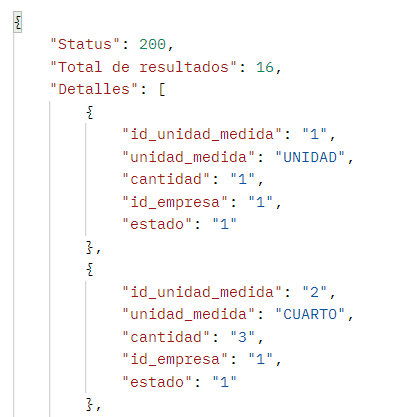 {
"Status": 200,
"Total de resultados": 16,
"Detalles": [
{
"id_unidad_medida": "1",
"unidad_medida": "UNIDAD",
"cantidad": "1",
"id_empresa": "1",
"estado": "1"
},
{
"id_unidad_medida": "2",
"unidad_medida": "CUARTO",
"cantidad": "3",
"id_empresa": "1",
"estado": "1"
},